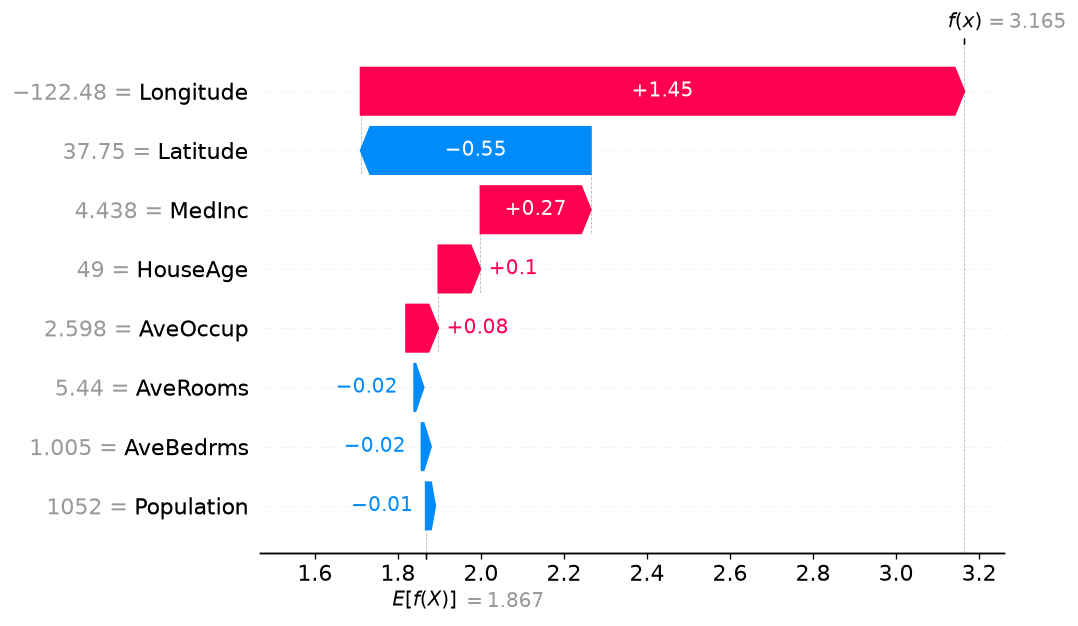 f(x) = 3.165
−122.48 = Longitude
+1.45
37.75 = Latitude
−0.55
4.438 = MedInc
+0.27
49 = HouseAge
+0.1
2.598 = AveOccup
+0.08
5.44 = AveRooms
−0.02
1.005 = AveBedrms
−0.02
1052 = Population
−0.01
1.6 1.8 2.0 2.2 2.4 2.6 2.8 3.0 3.2
E[f(X)] = 1.867